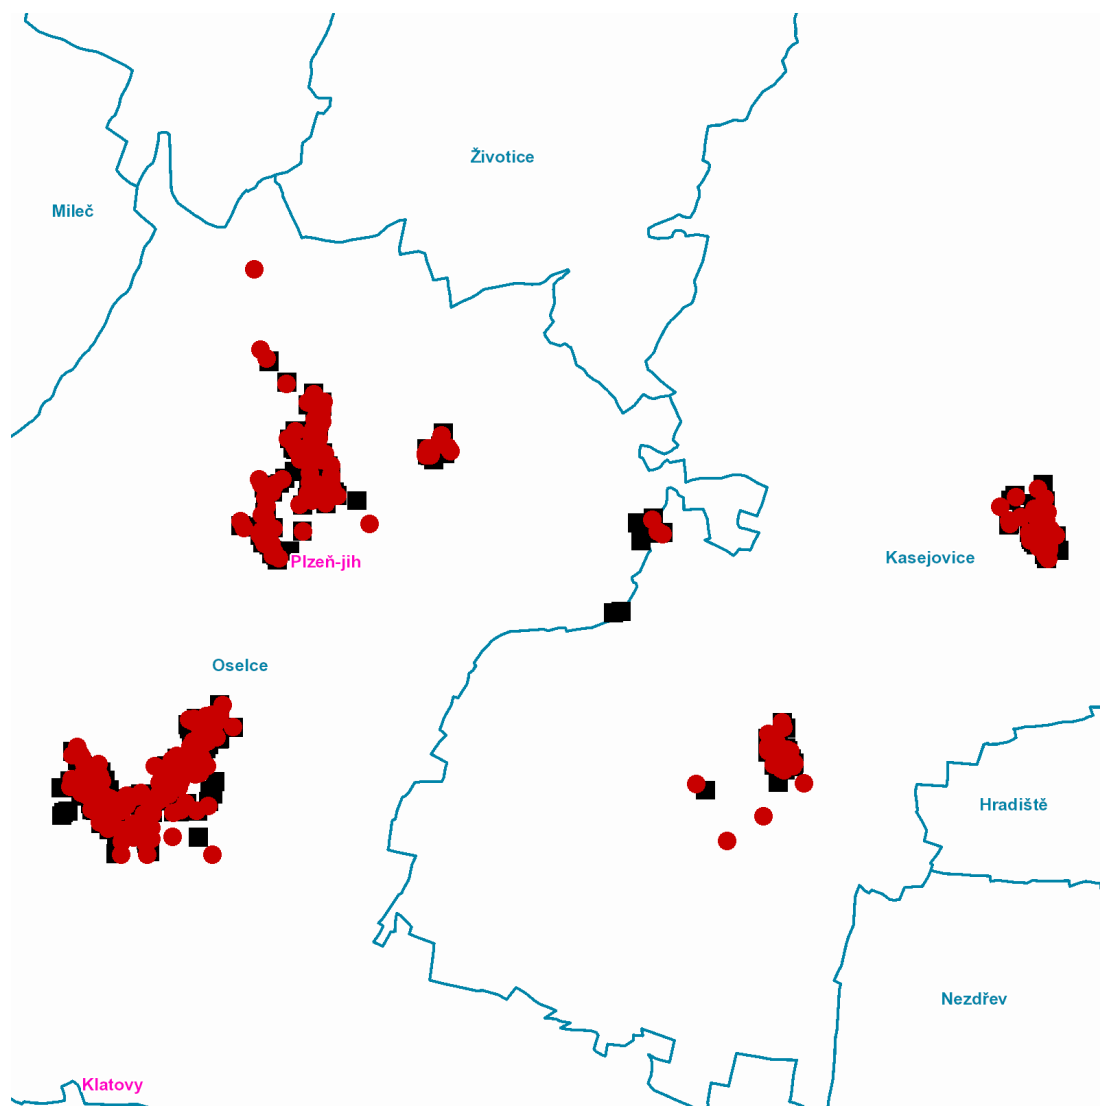 Životice
Mileč
Kasejovice
Plzeň-jih
Oselce
Hradiště
Nezdřev
Klatovy